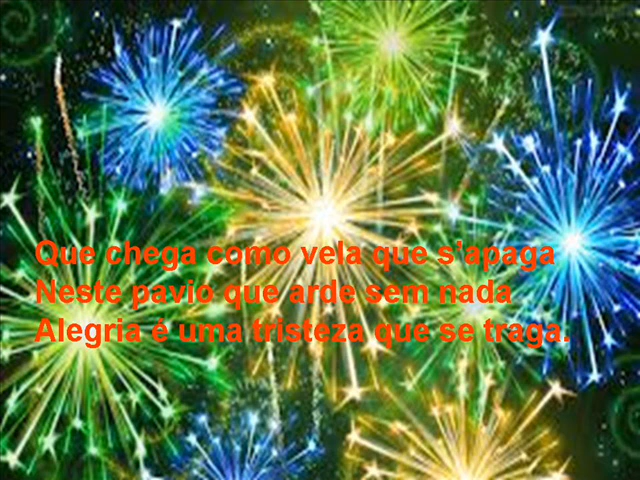 Que chega como vela que s'apaga
Neste pavio que arde sem nada
Alegria é uma tristeza que se traga.